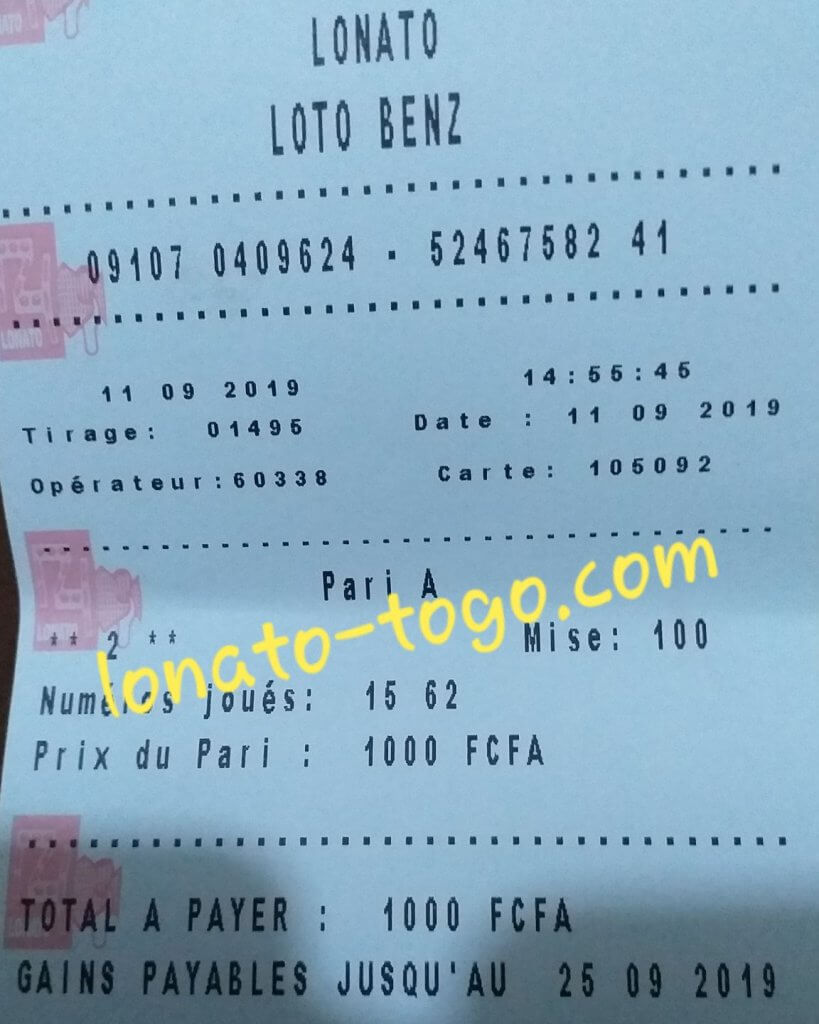 LONATO
LOTO BENZ
09107 0409624 - 52467582 41
LONATO
11 09 2019 14:55:45
Tirage: 01495 Date : 11 09 2019
Opérateur:60338 Carte: 105092
Pari A
lonato-togo.com
** 2 ** Mise: 100
Numéros joués: 15 62
Prix du Pari : 1000 FCFA
TOTAL A PAYER : 1000 FCFA
GAINS PAYABLES JUSQU'AU 25 09 2019